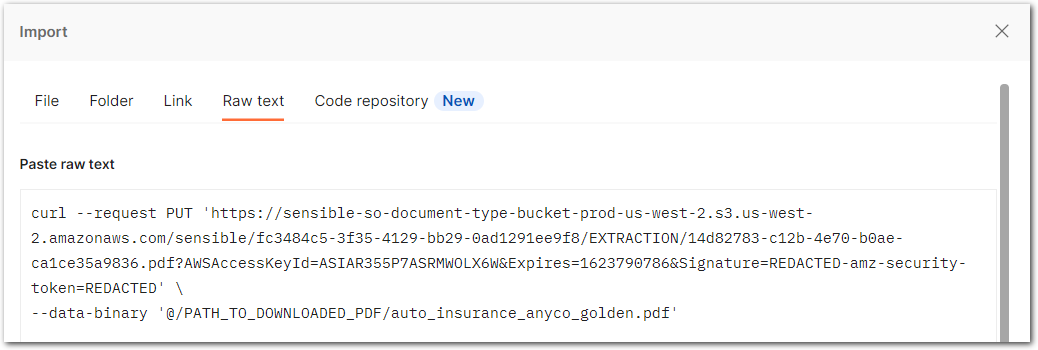 Import
File Folder Link Raw text Code repository New
Paste raw text
curl --request PUT 'https://sensible-so-document-type-bucket-prod-us-west-2.s3.us-west-
2.amazonaws.com/sensible/fc3484c5-3f35-4129-bb29-0ad1291ee9f8/EXTRACTION/14d82783-c12b-4e70-b0ae-
ca1ce35a9836.pdf?AWSAccessKeyId=ASIAR355P7ASRMWOLX6W&Expires=1623790786&Signature=REDACTED-amz-security-
token=REDACTED' \
--data-binary '@/PATH_TO_DOWNLOADED_PDF/auto_insurance_anyco_golden.pdf'